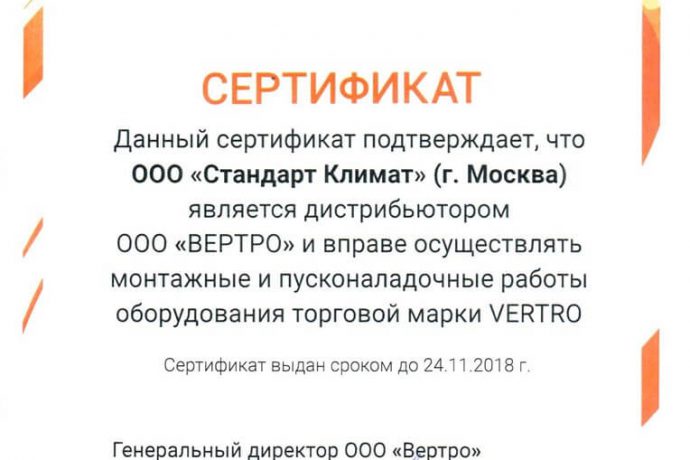 СЕРТИФИКАТ
Данный сертификат подтверждает, что
ООО «Стандарт Климат» (г. Москва)
является дистрибьютором
ООО «ВЕРТРО» и вправе осуществлять
монтажные и пусконаладочные работы
оборудования торговой марки VERTRO
Сертификат выдан сроком до 24.11.2018 г.
Генеральный директор ООО «Вертро»